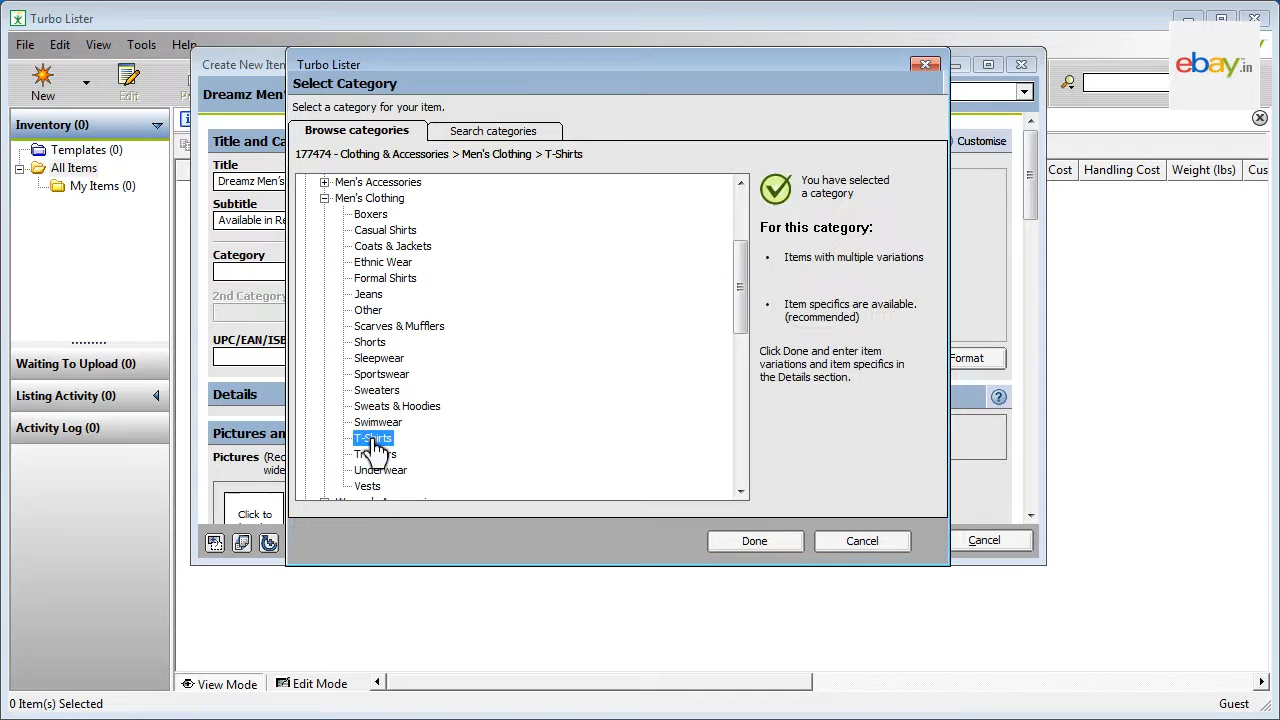 Turbo Lister
File Edit View Tools Help
New
Edit
Inventory (0)
Templates (0)
All Items
My Items (0)
Waiting To Upload (0)
Listing Activity (0)
Activity Log (0)
Create New Item
Dreamz Men's
Title and Ca
Title
Dreamz Men's
Subtitle
Available in Re
Category
2nd Category
UPC/EAN/ISB
Details
Pictures an
Pictures (Rec
wide
Click to
Turbo Lister
Select Category
Select a category for your item.
Browse categories
Search categories
177474 - Clothing & Accessories > Men's Clothing > T-Shirts
Men's Accessories
Men's Clothing
Boxers
Casual Shirts
Coats & Jackets
Ethnic Wear
Formal Shirts
Jeans
Other
Scarves & Mufflers
Shorts
Sleepwear
Sportswear
Sweaters
Sweats & Hoodies
Swimwear
T-Shirts
Underwear
Vests
You have selected
a category
For this category:
• Items with multiple variations
• Item specifics are available.
(recommended)
Click Done and enter item
variations and item specifics in
the Details section.
Done
Cancel
Customise
Format
Cancel
ebay.in
Cost
Handling Cost
Weight (lbs)
Cus
View Mode
Edit Mode
0 Item(s) Selected
Guest